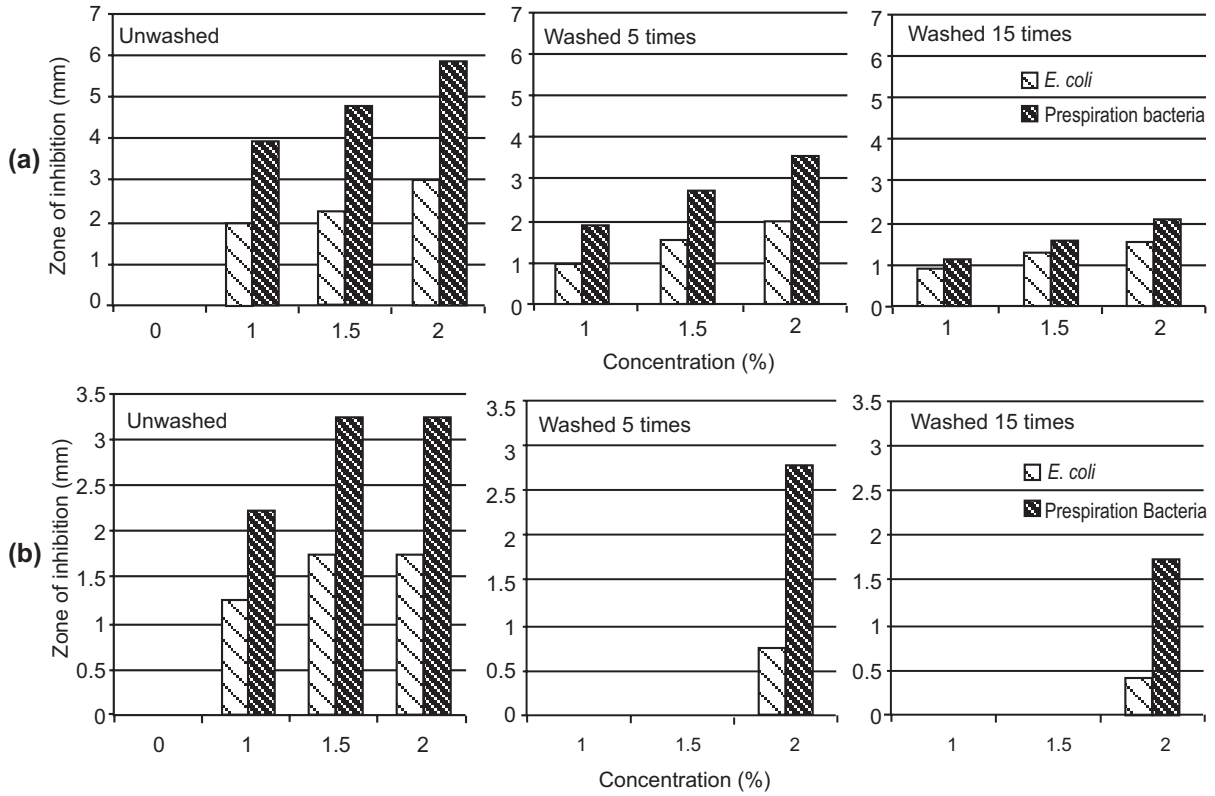 (a)
Zone of inhibition (mm)
7
6
5
4
3
2
1
0
Unwashed
0 1 1.5 2
7
6
5
4
3
2
1
0
Washed 5 times
1 1.5 2
7
6
5
4
3
2
1
0
Washed 15 times
E. coli
Prespiration bacteria
1 1.5 2
Concentration (%)
(b)
Zone of inhibition (mm)
3.5
3
2.5
2
1.5
1
0.5
0
Unwashed
0 1 1.5 2
3.5
3
2.5
2
1.5
1
0.5
0
Washed 5 times
1 1.5 2
3.5
3
2.5
2
1.5
1
0.5
0
Washed 15 times
E. coli
Prespiration Bacteria
1 1.5 2
Concentration (%)